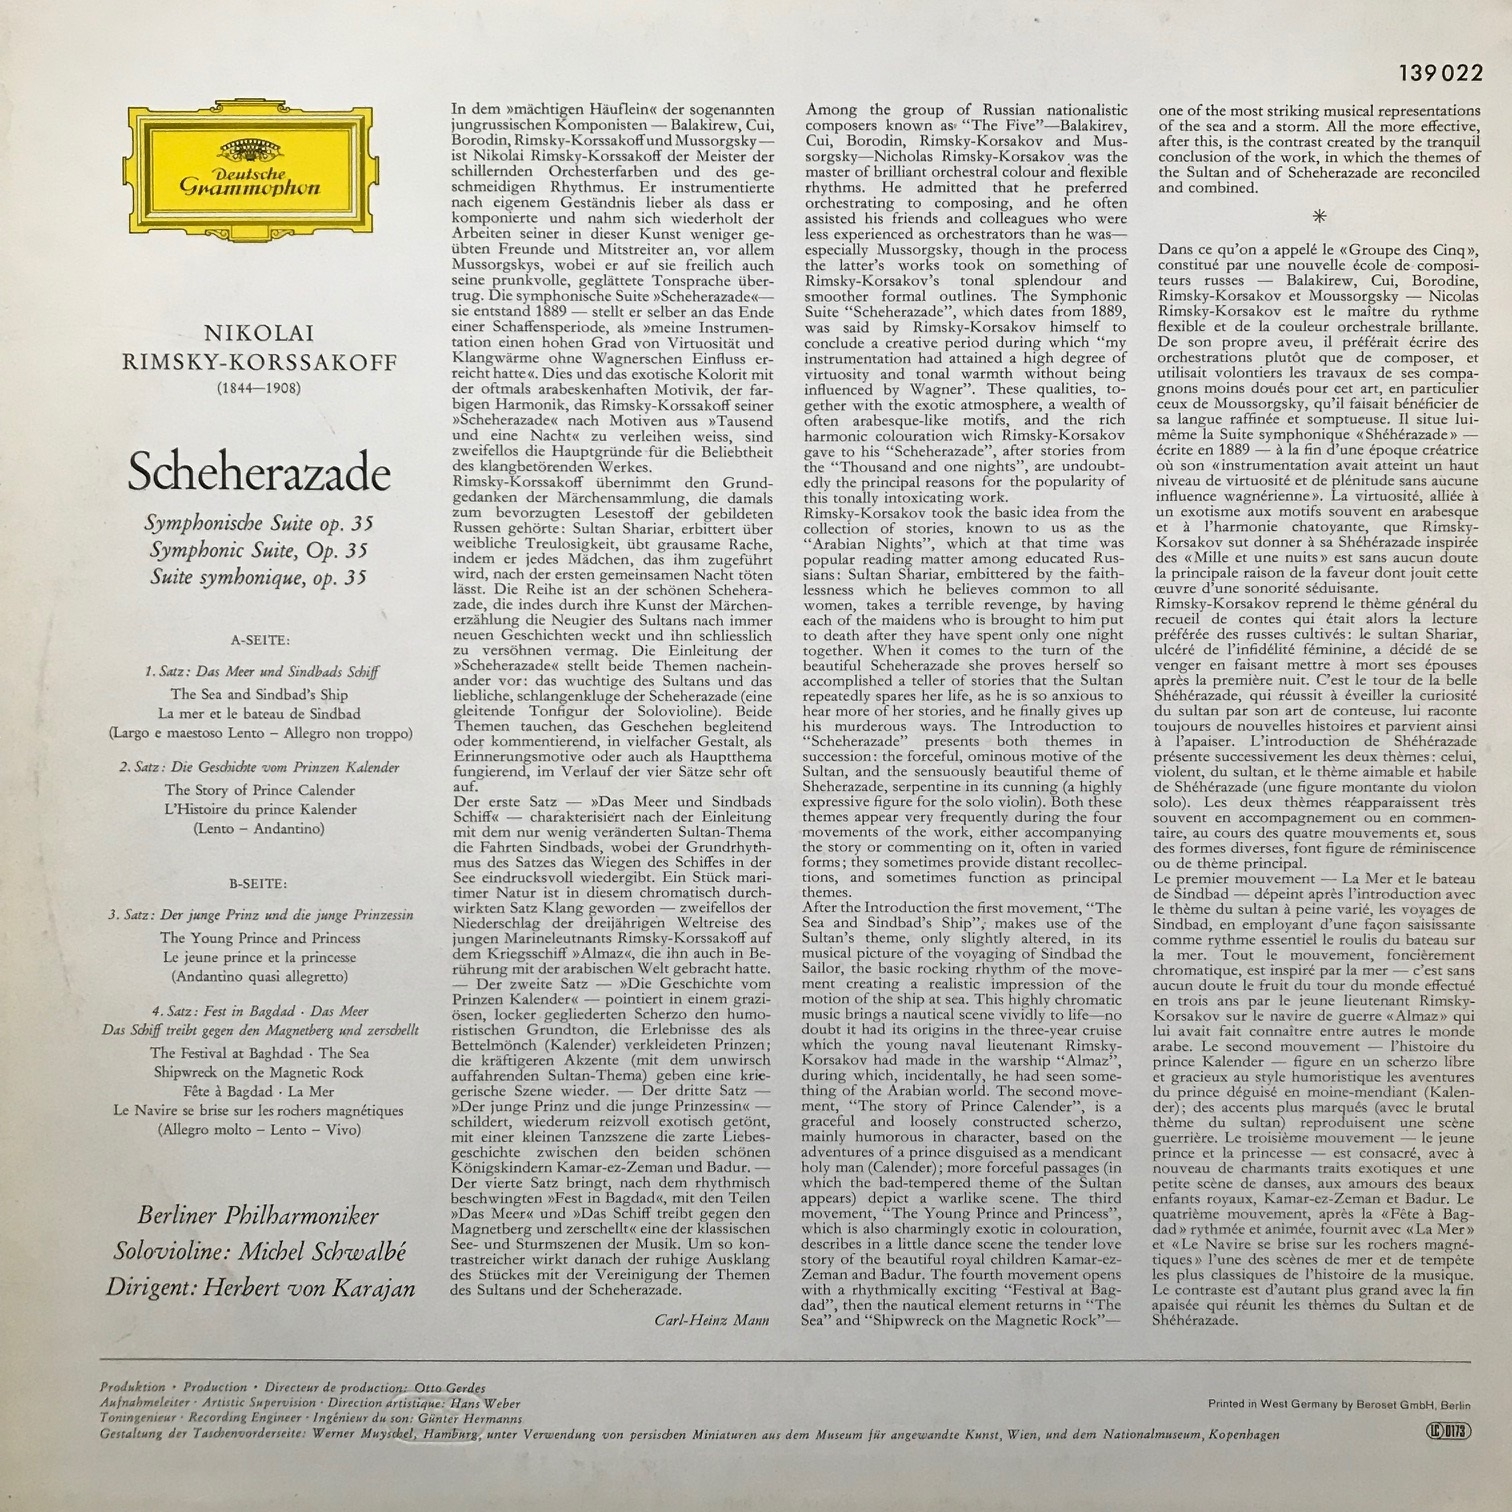 139 022
Deutsche
Grammophon
NIKOLAI
RIMSKY-KORSSAKOFF
(1844—1908)
Scheherazade
Symphonische Suite op. 35
Symphonic Suite, Op. 35
Suite symhonique, op. 35
A-SEITE:
1. Satz: Das Meer und Sindbads Schiff
The Sea and Sindbad's Ship
La mer et le bateau de Sindbad
(Largo e maestoso Lento – Allegro non troppo)
2. Satz: Die Geschichte vom Prinzen Kalender
The Story of Prince Calender
L'Histoire du prince Kalender
(Lento – Andantino)
B-SEITE:
3. Satz: Der junge Prinz und die junge Prinzessin
The Young Prince and Princess
Le jeune prince et la princesse
(Andantino quasi allegretto)
4. Satz: Fest in Bagdad · Das Meer
Das Schiff treibt gegen den Magnetberg und zerschellt
The Festival at Baghdad · The Sea
Shipwreck on the Magnetic Rock
Fête à Bagdad · La Mer
Le Navire se brise sur les rochers magnétiques
(Allegro molto – Lento – Vivo)
Berliner Philharmoniker
Solovioline: Michel Schwalbé
Dirigent: Herbert von Karajan
In dem »mächtigen Häuflein« der sogenannten
jungrussischen Komponisten — Balakirew, Cui,
Borodin, Rimsky-Korssakoff und Mussorgsky —
ist Nikolai Rimsky-Korssakoff der Meister der
schillernden Orchesterfarben und des ge-
schmeidigen Rhythmus. Er instrumentierte
nach eigenem Geständnis lieber als dass er
komponierte und nahm sich wiederholt der
Arbeiten seiner in dieser Kunst weniger ge-
übten Freunde und Mitstreiter an, vor allem
Mussorgskys, wobei er auf sie freilich auch
seine prunkvolle, geglättete Tonsprache über-
trug. Die symphonische Suite »Scheherazade«—
sie entstand 1889 — stellt er selber an das Ende
einer Schaffensperiode, als »meine Instrumen-
tation einen hohen Grad von Virtuosität und
Klangwärme ohne Wagnerschen Einfluss er-
reicht hatte«. Dies und das exotische Kolorit mit
der oftmals arabeskenhaften Motivik, der far-
bigen Harmonik, das Rimsky-Korssakoff seiner
»Scheherazade« nach Motiven aus »Tausend
und eine Nacht« zu verleihen weiss, sind
zweifellos die Hauptgründe für die Beliebtheit
des klangbetörenden Werkes.
Rimsky-Korssakoff übernimmt den Grund-
gedanken der Märchensammlung, die damals
zum bevorzugten Lesestoff der gebildeten
Russen gehörte: Sultan Shariar, erbittert über
weibliche Treulosigkeit, übt grausame Rache,
indem er jedes Mädchen, das ihm zugeführt
wird, nach der ersten gemeinsamen Nacht töten
lässt. Die Reihe ist an der schönen Schehera-
zade, die indes durch ihre Kunst der Märchen-
erzählung die Neugier des Sultans nach immer
neuen Geschichten weckt und ihn schliesslich
zu versöhnen vermag. Die Einleitung der
»Scheherazade« stellt beide Themen nachein-
ander vor: das wuchtige des Sultans und das
liebliche, schlangenkluge der Scheherazade (eine
gleitende Tonfigur der Solovioline). Beide
Themen tauchen, das Geschehen begleitend
oder kommentierend, in vielfacher Gestalt, als
Erinnerungsmotive oder auch als Hauptthema
fungierend, im Verlauf der vier Sätze sehr oft
auf.
Der erste Satz — »Das Meer und Sindbads
Schiff« — charakterisiert nach der Einleitung
mit dem nur wenig veränderten Sultan-Thema
die Fahrten Sindbads, wobei der Grundrhyth-
mus des Satzes das Wiegen des Schiffes in der
See eindrucksvoll wiedergibt. Ein Stück mari-
timer Natur ist in diesem chromatisch durch-
wirkten Satz Klang geworden — zweifellos der
Niederschlag der dreijährigen Weltreise des
jungen Marineleutnants Rimsky-Korssakoff auf
dem Kriegsschiff »Almaz«, die ihn auch in Be-
rührung mit der arabischen Welt gebracht hatte.
— Der zweite Satz — »Die Geschichte vom
Prinzen Kalender« — pointiert in einem grazi-
ösen, locker gegliederten Scherzo den humo-
ristischen Grundton, die Erlebnisse des als
Bettelmönch (Kalender) verkleideten Prinzen;
die kräftigeren Akzente (mit dem unwirsch
auffahrenden Sultan-Thema) geben eine krie-
gerische Szene wieder. — Der dritte Satz —
»Der junge Prinz und die junge Prinzessin« —
schildert, wiederum reizvoll exotisch getönt,
mit einer kleinen Tanzszene die zarte Liebes-
geschichte zwischen den beiden schönen
Königskindern Kamar-ez-Zeman und Badur. —
Der vierte Satz bringt, nach dem rhythmisch
beschwingten »Fest in Bagdad«, mit den Teilen
»Das Meer« und »Das Schiff treibt gegen den
Magnetberg und zerschellt« eine der klassischen
See- und Sturmszenen der Musik. Um so kon-
trastreicher wirkt danach der ruhige Ausklang
des Stückes mit der Vereinigung der Themen
des Sultans und der Scheherazade.
Carl-Heinz Mann
Among the group of Russian nationalistic
composers known as "The Five"—Balakirev,
Cui, Borodin, Rimsky-Korsakov and Mus-
sorgsky—Nicholas Rimsky-Korsakov was the
master of brilliant orchestral colour and flexible
rhythms. He admitted that he preferred
orchestrating to composing, and he often
assisted his friends and colleagues who were
less experienced as orchestrators than he was—
especially Mussorgsky, though in the process
the latter's works took on something of
Rimsky-Korsakov's tonal splendour and
smoother formal outlines. The Symphonic
Suite "Scheherazade", which dates from 1889,
was said by Rimsky-Korsakov himself to
conclude a creative period during which "my
instrumentation had attained a high degree of
virtuosity and tonal warmth without being
influenced by Wagner". These qualities, to-
gether with the exotic atmosphere, a wealth of
often arabesque-like motifs, and the rich
harmonic colouration wich Rimsky-Korsakov
gave to his "Scheherazade", after stories from
the "Thousand and one nights", are undoubt-
edly the principal reasons for the popularity of
this tonally intoxicating work.
Rimsky-Korsakov took the basic idea from the
collection of stories, known to us as the
"Arabian Nights", which at that time was
popular reading matter among educated Rus-
sians: Sultan Shariar, embittered by the faith-
lessness which he believes common to all
women, takes a terrible revenge, by having
each of the maidens who is brought to him put
to death after they have spent only one night
together. When it comes to the turn of the
beautiful Scheherazade she proves herself so
accomplished a teller of stories that the Sultan
repeatedly spares her life, as he is so anxious to
hear more of her stories, and he finally gives up
his murderous ways. The Introduction to
"Scheherazade" presents both themes in
succession: the forceful, ominous motive of the
Sultan, and the sensuously beautiful theme of
Sheherazade, serpentine in its cunning (a highly
expressive figure for the solo violin). Both these
themes appear very frequently during the four
movements of the work, either accompanying
the story or commenting on it, often in varied
forms; they sometimes provide distant recollec-
tions, and sometimes function as principal
themes.
After the Introduction the first movement, "The
Sea and Sindbad's Ship", makes use of the
Sultan's theme, only slightly altered, in its
musical picture of the voyaging of Sindbad the
Sailor, the basic rocking rhythm of the move-
ment creating a realistic impression of the
motion of the ship at sea. This highly chromatic
music brings a nautical scene vividly to life—no
doubt it had its origins in the three-year cruise
which the young naval lieutenant Rimsky-
Korsakov had made in the warship "Almaz",
during which, incidentally, he had seen some-
thing of the Arabian world. The second move-
ment, "The story of Prince Calender", is a
graceful and loosely constructed scherzo,
mainly humorous in character, based on the
adventures of a prince disguised as a mendicant
holy man (Calender); more forceful passages (in
which the bad-tempered theme of the Sultan
appears) depict a warlike scene. The third
movement, "The Young Prince and Princess",
which is also charmingly exotic in colouration,
describes in a little dance scene the tender love
story of the beautiful royal children Kamar-ez-
Zeman and Badur. The fourth movement opens
with a rhythmically exciting "Festival at Bag-
dad", then the nautical element returns in "The
Sea" and "Shipwreck on the Magnetic Rock"—
one of the most striking musical representations
of the sea and a storm. All the more effective,
after this, is the contrast created by the tranquil
conclusion of the work, in which the themes of
the Sultan and of Scheherazade are reconciled
and combined.
*
Dans ce qu'on a appelé le «Groupe des Cinq»,
constitué par une nouvelle école de composi-
teurs russes — Balakirew, Cui, Borodine,
Rimsky-Korsakov et Moussorgsky — Nicolas
Rimsky-Korsakov est le maître du rythme
flexible et de la couleur orchestrale brillante.
De son propre aveu, il préférait écrire des
orchestrations plutôt que de composer, et
utilisait volontiers les travaux de ses compa-
gnons moins doués pour cet art, en particulier
ceux de Moussorgsky, qu'il faisait bénéficier de
sa langue raffinée et somptueuse. Il situe lui-
même la Suite symphonique «Shéhérazade» —
écrite en 1889 — à la fin d'une époque créatrice
où son «instrumentation avait atteint un haut
niveau de virtuosité et de plénitude sans aucune
influence wagnérienne». La virtuosité, alliée à
un exotisme aux motifs souvent en arabesque
et à l'harmonie chatoyante, que Rimsky-
Korsakov sut donner à sa Shéhérazade inspirée
des «Mille et une nuits» est sans aucun doute
la principale raison de la faveur dont jouit cette
œuvre d'une sonorité séduisante.
Rimsky-Korsakov reprend le thème général du
recueil de contes qui était alors la lecture
préférée des russes cultivés: le sultan Shariar,
ulcéré de l'infidélité féminine, a décidé de se
venger en faisant mettre à mort ses épouses
après la première nuit. C'est le tour de la belle
Shéhérazade, qui réussit à éveiller la curiosité
du sultan par son art de conteuse, lui raconte
toujours de nouvelles histoires et parvient ainsi
à l'apaiser. L'introduction de Shéhérazade
présente successivement les deux thèmes: celui,
violent, du sultan, et le thème aimable et habile
de Shéhérazade (une figure montante du violon
solo). Les deux thèmes réapparaissent très
souvent en accompagnement ou en commen-
taire, au cours des quatre mouvements et, sous
des formes diverses, font figure de réminiscence
ou de thème principal.
Le premier mouvement — La Mer et le bateau
de Sindbad — dépeint après l'introduction avec
le thème du sultan à peine varié, les voyages de
Sindbad, en employant d'une façon saisissante
comme rythme essentiel le roulis du bateau sur
la mer. Tout le mouvement, foncièrement
chromatique, est inspiré par la mer — c'est sans
aucun doute le fruit du tour du monde effectué
en trois ans par le jeune lieutenant Rimsky-
Korsakov sur le navire de guerre «Almaz» qui
lui avait fait connaître entre autres le monde
arabe. Le second mouvement — l'histoire du
prince Kalender — figure en un scherzo libre
et gracieux au style humoristique les aventures
du prince déguisé en moine-mendiant (Kalen-
der); des accents plus marqués (avec le brutal
thème du sultan) reproduisent une scène
guerrière. Le troisième mouvement — le jeune
prince et la princesse — est consacré, avec à
nouveau de charmants traits exotiques et une
petite scène de danses, aux amours des beaux
enfants royaux, Kamar-ez-Zeman et Badur. Le
quatrième mouvement, après la «Fête à Bag-
dad» rythmée et animée, fournit avec «La Mer»
et «Le Navire se brise sur les rochers magné-
tiques» l'une des scènes de mer et de tempête
les plus classiques de l'histoire de la musique.
Le contraste est d'autant plus grand avec la fin
apaisée qui réunit les thèmes du Sultan et de
Shéhérazade.
Produktion · Production · Directeur de production: Otto Gerdes
Aufnahmeleiter · Artistic Supervision · Direction artistique: Hans Weber
Toningenieur · Recording Engineer · Ingénieur du son: Günter Hermanns
Gestaltung der Taschenvorderseite: Werner Muyschel, Hamburg, unter Verwendung von persischen Miniaturen aus dem Museum für angewandte Kunst, Wien, und dem Nationalmuseum, Kopenhagen
Printed in West Germany by Beroset GmbH, Berlin
LC 0173